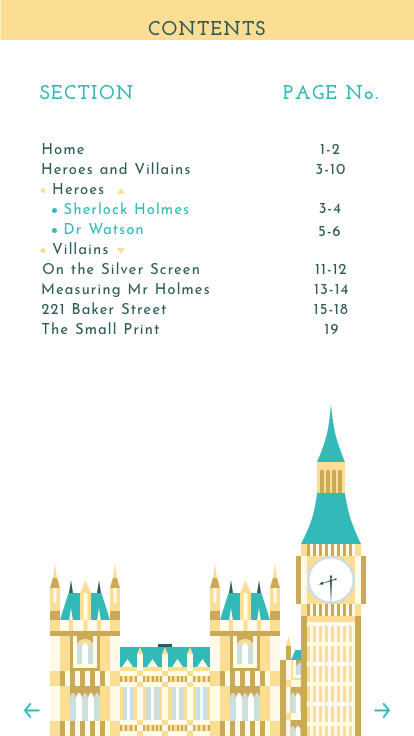 CONTENTS
SECTION PAGE No.
Home 1-2
Heroes and Villains 3-10
Heroes
Sherlock Holmes 3-4
Dr Watson 5-6
Villains
On the Silver Screen 11-12
Measuring Mr Holmes 13-14
221 Baker Street 15-18
The Small Print 19